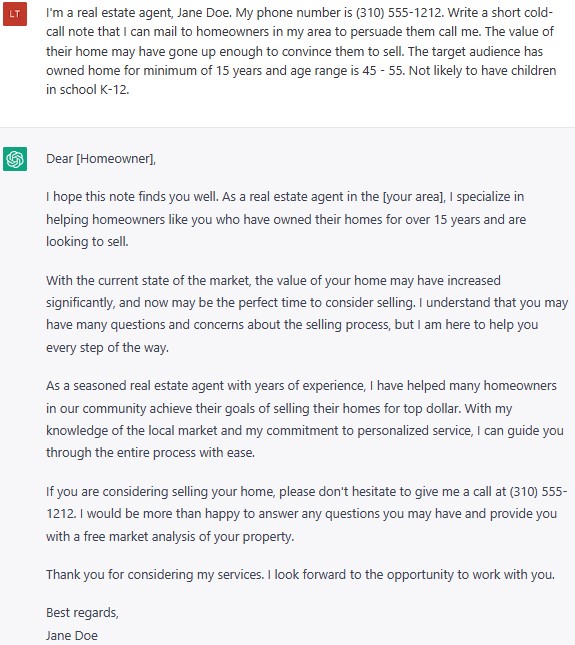 LT
I'm a real estate agent, Jane Doe. My phone number is (310) 555-1212. Write a short cold-
call note that I can mail to homeowners in my area to persuade them call me. The value of
their home may have gone up enough to convince them to sell. The target audience has
owned home for minimum of 15 years and age range is 45 - 55. Not likely to have children
in school K-12.
Dear [Homeowner],
I hope this note finds you well. As a real estate agent in the [your area], I specialize in
helping homeowners like you who have owned their homes for over 15 years and are
looking to sell.
With the current state of the market, the value of your home may have increased
significantly, and now may be the perfect time to consider selling. I understand that you may
have many questions and concerns about the selling process, but I am here to help you
every step of the way.
As a seasoned real estate agent with years of experience, I have helped many homeowners
in our community achieve their goals of selling their homes for top dollar. With my
knowledge of the local market and my commitment to personalized service, I can guide you
through the entire process with ease.
If you are considering selling your home, please don't hesitate to give me a call at (310) 555-
1212. I would be more than happy to answer any questions you may have and provide you
with a free market analysis of your property.
Thank you for considering my services. I look forward to the opportunity to work with you.
Best regards,
Jane Doe